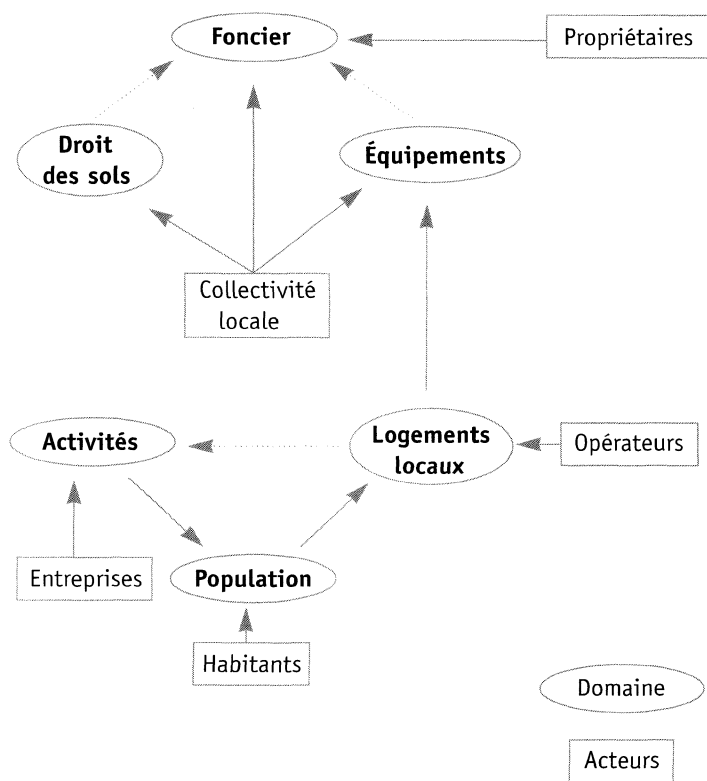 Foncier
Propriétaires
Droit
des sols
Équipements
Collectivité
locale
Activités
Logements
locaux
Opérateurs
Entreprises
Population
Habitants
Domaine
Acteurs